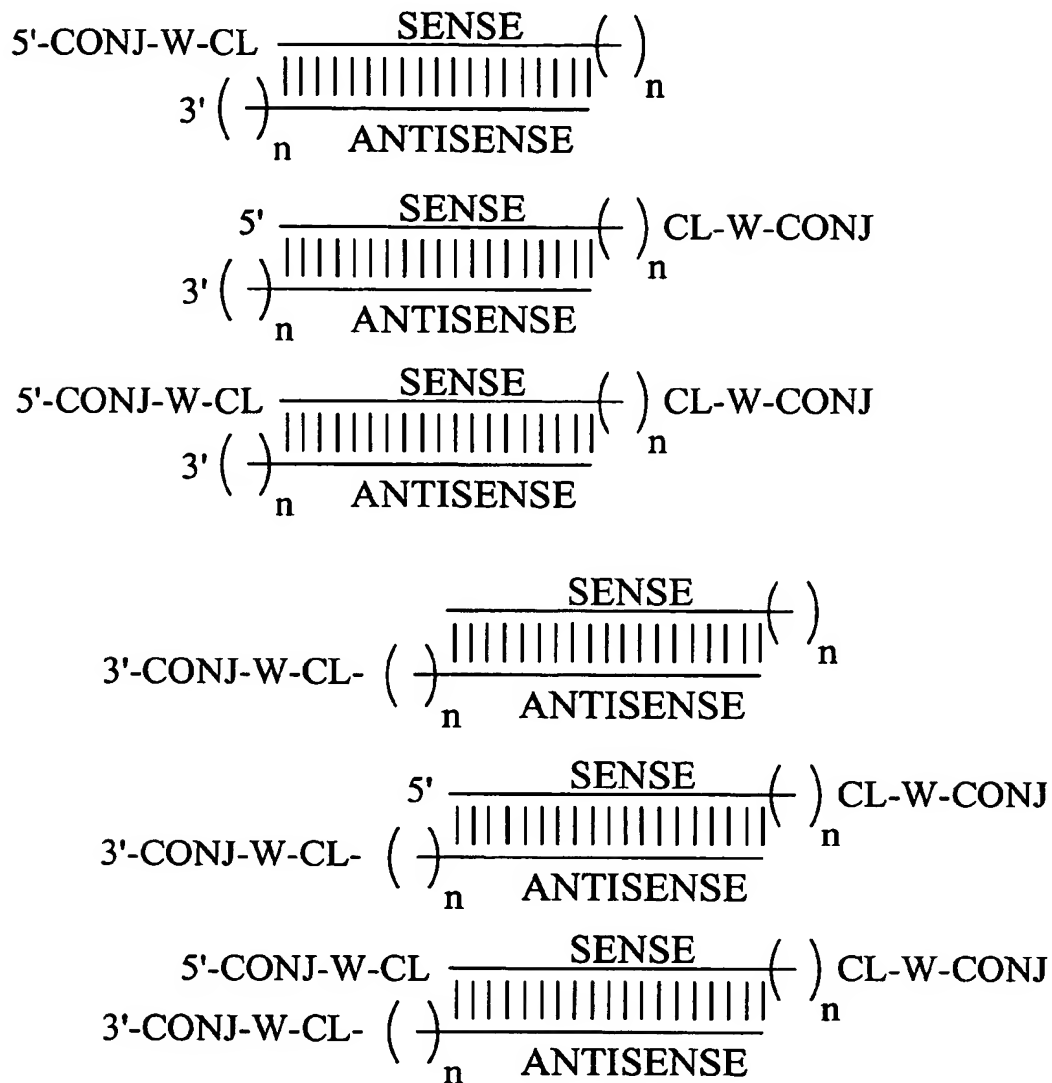 SENSE
5'-CONJ-W-CL ( )n
3' ( )n
ANTISENSE
SENSE
5' ( )n CL-W-CONJ
3' ( )n
ANTISENSE
SENSE
5'-CONJ-W-CL ( )n CL-W-CONJ
3' ( )n
ANTISENSE
SENSE
( )n
3'-CONJ-W-CL- ( )n
ANTISENSE
SENSE
5' ( )n CL-W-CONJ
3'-CONJ-W-CL- ( )n
ANTISENSE
SENSE
5'-CONJ-W-CL ( )n CL-W-CONJ
3'-CONJ-W-CL- ( )n
ANTISENSE